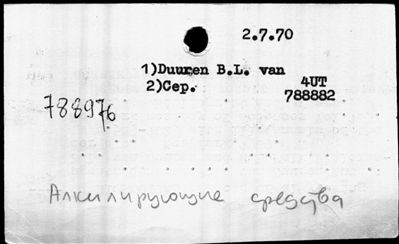 2.7.70
1)Duuren B.L. van
2)Сер.
4UT
788882
788976
Алкилирующие средства